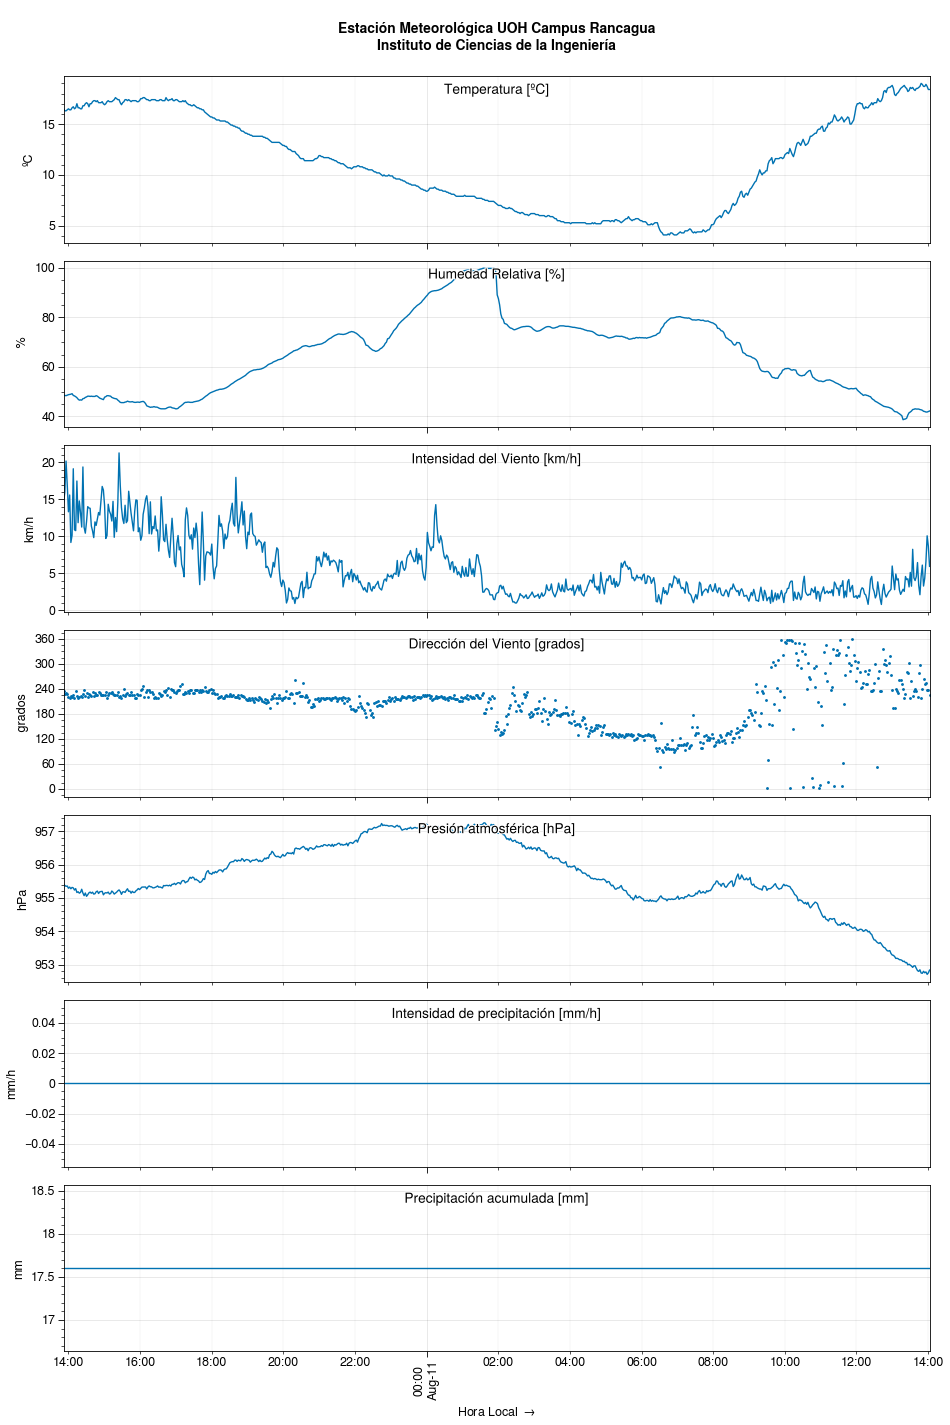 Estación Meteorológica UOH Campus Rancagua
Instituto de Ciencias de la Ingeniería
Temperatura [ºC]
15
10
5
ºC
Humedad Relativa [%]
100
80
60
40
%
Intensidad del Viento [km/h]
20
15
10
5
0
km/h
Dirección del Viento [grados]
360
300
240
180
120
60
0
grados
Presión atmosférica [hPa]
957
956
955
954
953
hPa
Intensidad de precipitación [mm/h]
0.04
0.02
0
−0.02
−0.04
mm/h
Precipitación acumulada [mm]
18.5
18
17.5
17
mm
14:00 16:00 18:00 20:00 22:00 00:00 02:00 04:00 06:00 08:00 10:00 12:00 14:00
Aug-11
Hora Local →